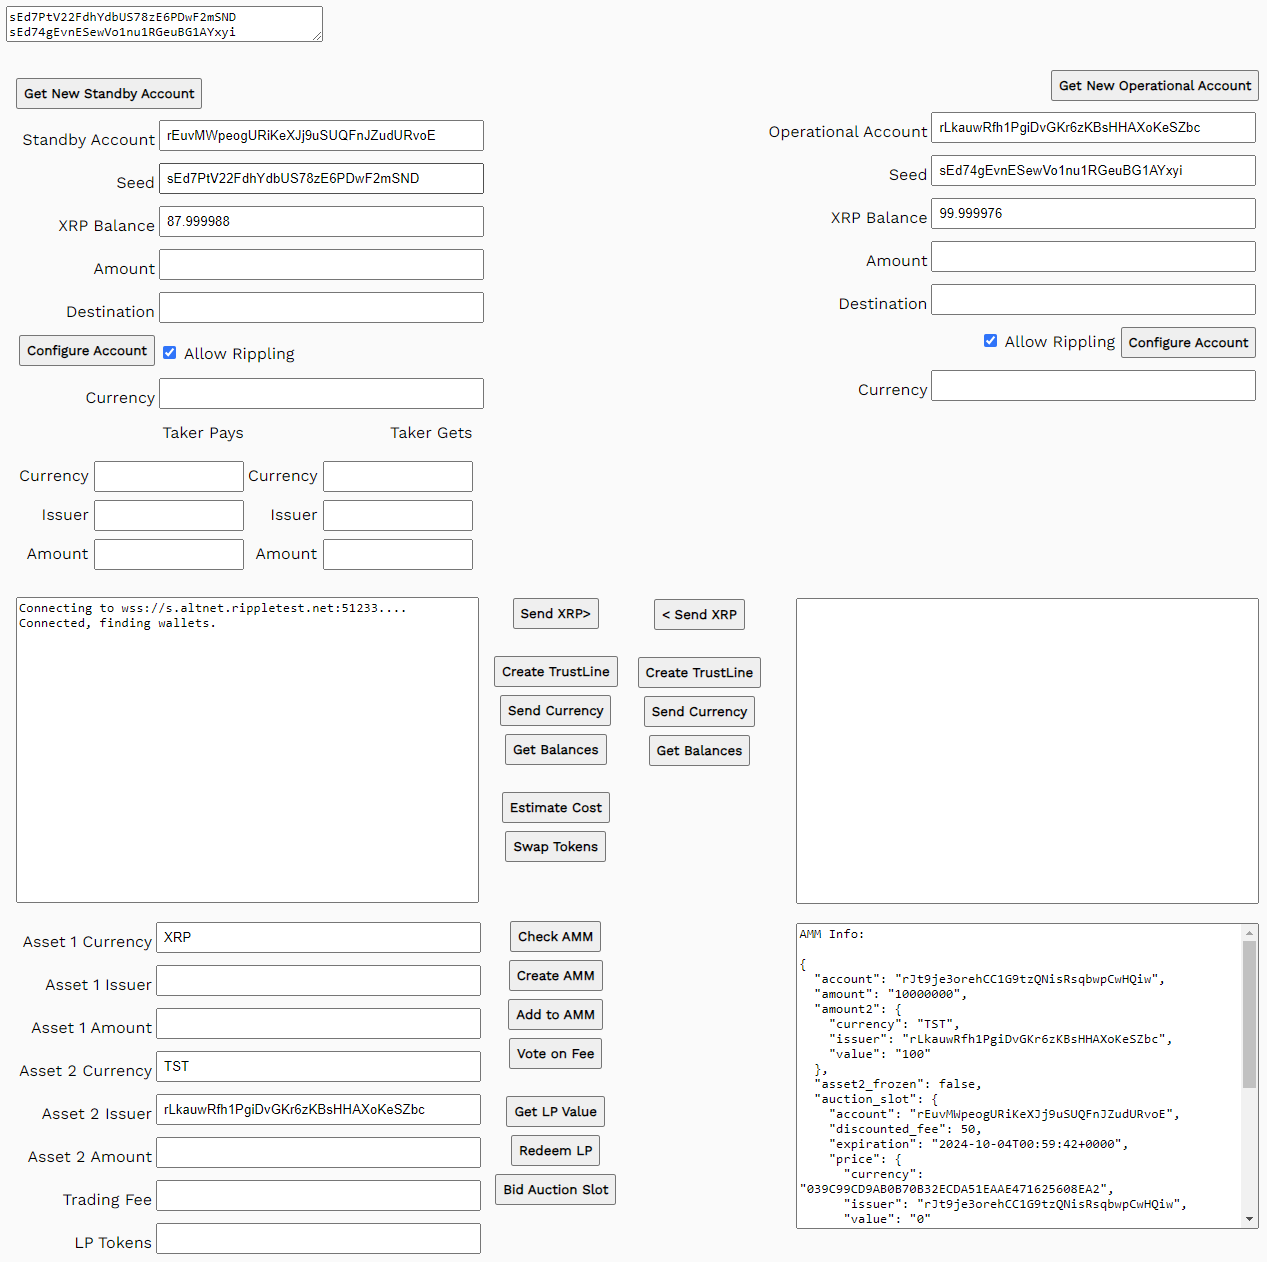 sEd7PtV22FdhYdbUS78zE6PDwF2mSND
sEd74gEvnESewVo1nu1RGeuBG1AYxyi
Get New Standby Account
Get New Operational Account
Standby Account rEuvMWpeogURiKeXJj9uSUQFnJZudURvoE
Operational Account rLkauwRfh1PgiDvGKr6zKBsHHAXoKeSZbc
Seed sEd7PtV22FdhYdbUS78zE6PDwF2mSND
Seed sEd74gEvnESewVo1nu1RGeuBG1AYxyi
XRP Balance 87.999988
XRP Balance 99.999976
Amount
Amount
Destination
Destination
Configure Account Allow Rippling
Allow Rippling Configure Account
Currency
Currency
Taker Pays Taker Gets
Currency Currency
Issuer Issuer
Amount Amount
Connecting to wss://s.altnet.rippletest.net:51233....
Connected, finding wallets.
Send XRP> < Send XRP
Create TrustLine Create TrustLine
Send Currency Send Currency
Get Balances Get Balances
Estimate Cost
Swap Tokens
Asset 1 Currency XRP
Asset 1 Issuer
Asset 1 Amount
Asset 2 Currency TST
Asset 2 Issuer rLkauwRfh1PgiDvGKr6zKBsHHAXoKeSZbc
Asset 2 Amount
Trading Fee
LP Tokens
Check AMM
Create AMM
Add to AMM
Vote on Fee
Get LP Value
Redeem LP
Bid Auction Slot
AMM Info:
{
"account": "rJt9je3orehCC1G9tzQNisRsqbwpCwHQiw",
"amount": "10000000",
"amount2": {
"currency": "TST",
"issuer": "rLkauwRfh1PgiDvGKr6zKBsHHAXoKeSZbc",
"value": "100"
},
"asset2_frozen": false,
"auction_slot": {
"account": "rEuvMWpeogURiKeXJj9uSUQFnJZudURvoE",
"discounted_fee": 50,
"expiration": "2024-10-04T00:59:42+0000",
"price": {
"currency":
"039C99CD9AB0B70B32ECDA51EAAE471625608EA2",
"issuer": "rJt9je3orehCC1G9tzQNisRsqbwpCwHQiw",
"value": "0"